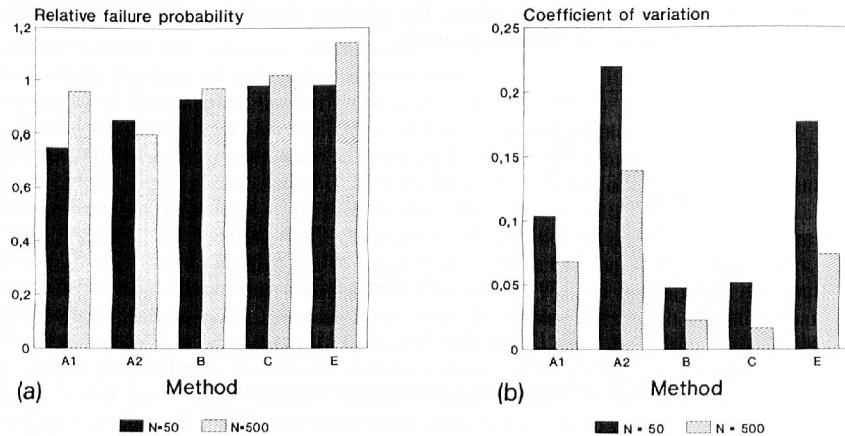 Relative failure probability
1,2
1
0,8
0,6
0,4
0,2
0
A1 A2 B C E
(a) Method
N=50 N=500
Coefficient of variation
0,25
0,2
0,15
0,1
0,05
0
A1 A2 B C E
(b) Method
N = 50 N = 500